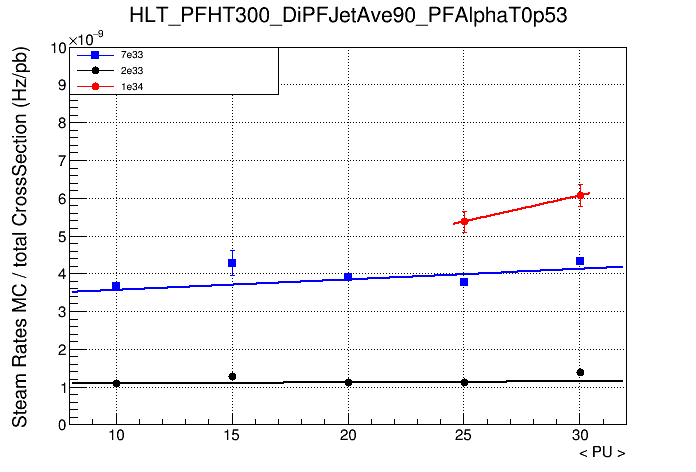 HLT_PFHT300_DiPFJetAve90_PFAlphaT0p53
×10⁻⁹
Steam Rates MC / total CrossSection (Hz/pb)
10
9
8
7
6
5
4
3
2
1
0
7e33
2e33
1e34
10 15 20 25 30
< PU >